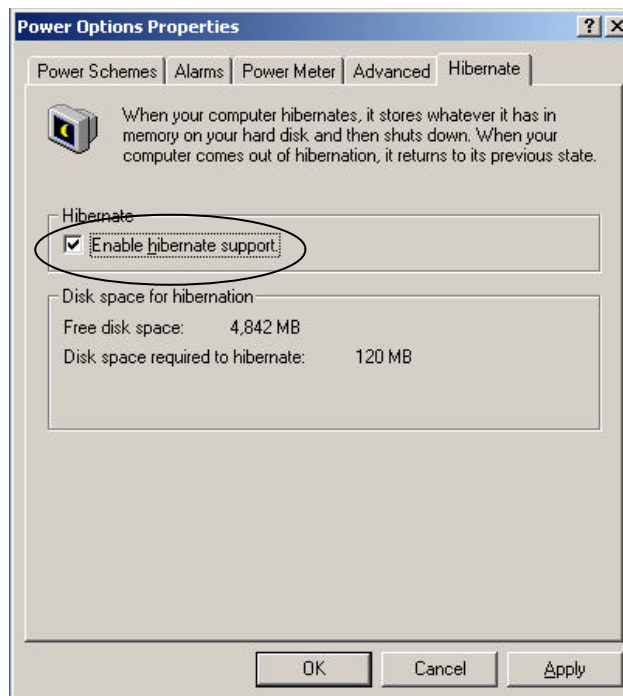 Power Options Properties
Power Schemes Alarms Power Meter Advanced Hibernate
When your computer hibernates, it stores whatever it has in
memory on your hard disk and then shuts down. When your
computer comes out of hibernation, it returns to its previous state.
Hibernate
Enable hibernate support.
Disk space for hibernation
Free disk space: 4,842 MB
Disk space required to hibernate: 120 MB
OK Cancel Apply